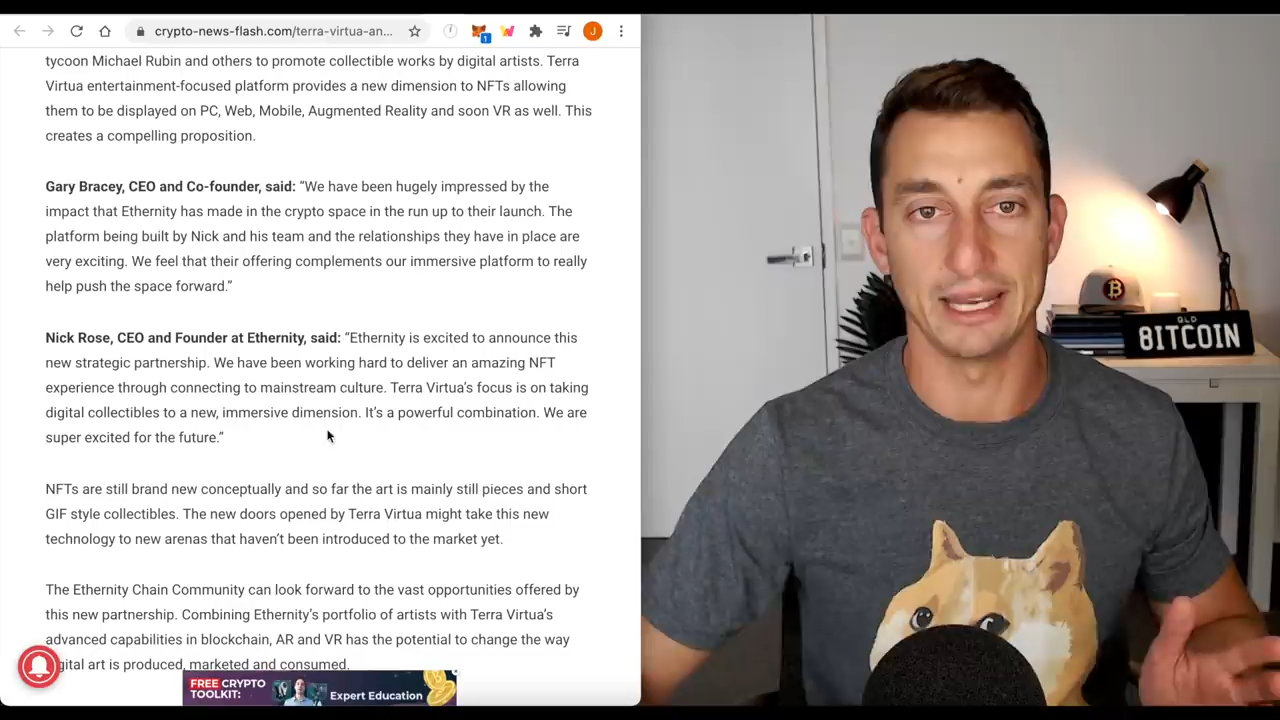 crypto-news-flash.com/terra-virtua-an...
1
J
tycoon Michael Rubin and others to promote collectible works by digital artists. Terra
Virtua entertainment-focused platform provides a new dimension to NFTs allowing
them to be displayed on PC, Web, Mobile, Augmented Reality and soon VR as well. This
creates a compelling proposition.
Gary Bracey, CEO and Co-founder, said: “We have been hugely impressed by the
impact that Ethernity has made in the crypto space in the run up to their launch. The
platform being built by Nick and his team and the relationships they have in place are
very exciting. We feel that their offering complements our immersive platform to really
help push the space forward.”
Nick Rose, CEO and Founder at Ethernity, said: “Ethernity is excited to announce this
new strategic partnership. We have been working hard to deliver an amazing NFT
experience through connecting to mainstream culture. Terra Virtua’s focus is on taking
digital collectibles to a new, immersive dimension. It’s a powerful combination. We are
super excited for the future.”
NFTs are still brand new conceptually and so far the art is mainly still pieces and short
GIF style collectibles. The new doors opened by Terra Virtua might take this new
technology to new arenas that haven’t been introduced to the market yet.
The Ethernity Chain Community can look forward to the vast opportunities offered by
this new partnership. Combining Ethernity’s portfolio of artists with Terra Virtua’s
advanced capabilities in blockchain, AR and VR has the potential to change the way
digital art is produced, marketed and consumed.
FREE CRYPTO
TOOLKIT:
Expert Education
QLD
8ITCOIN